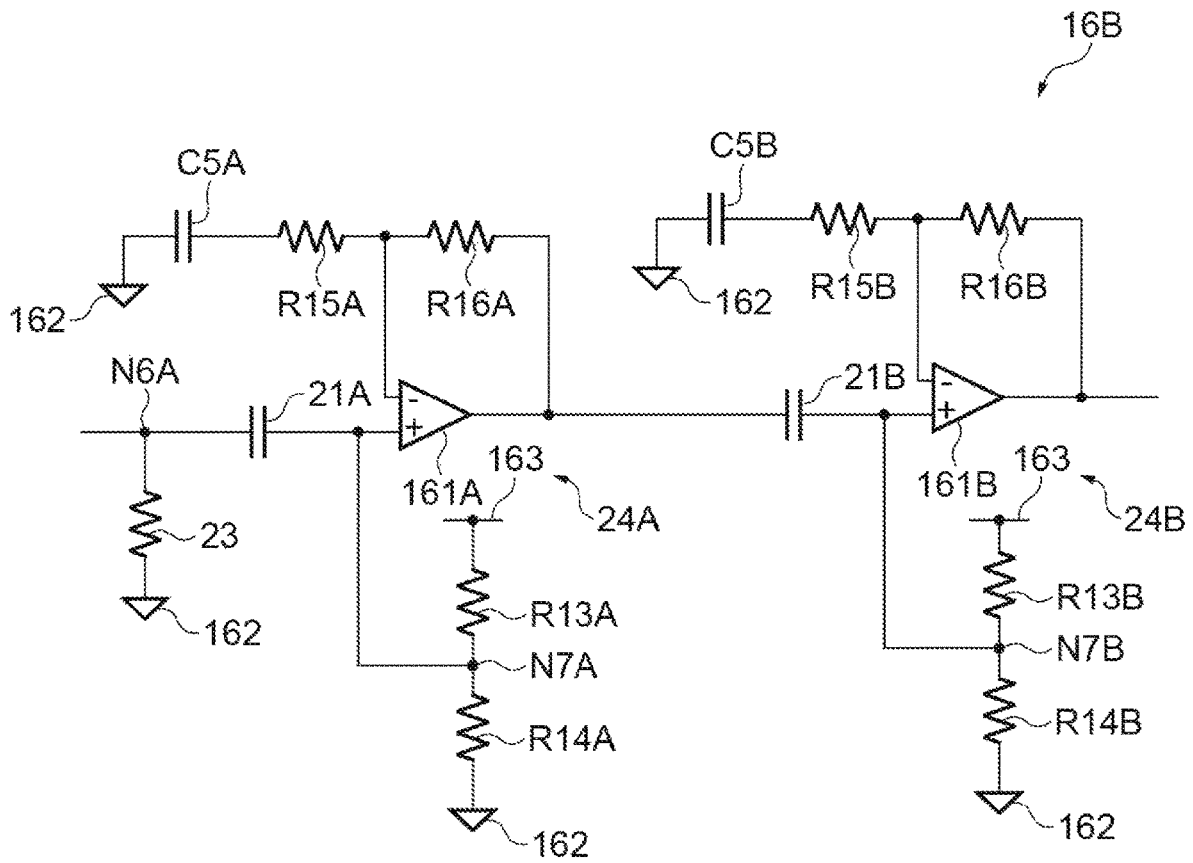 16B
C5A
C5B
R15A
R16A
162
R15B
R16B
162
N6A
21A
-
+
161A
21B
-
+
161B
163
24A
163
24B
23
162
R13A
R13B
N7A
N7B
R14A
R14B
162
162